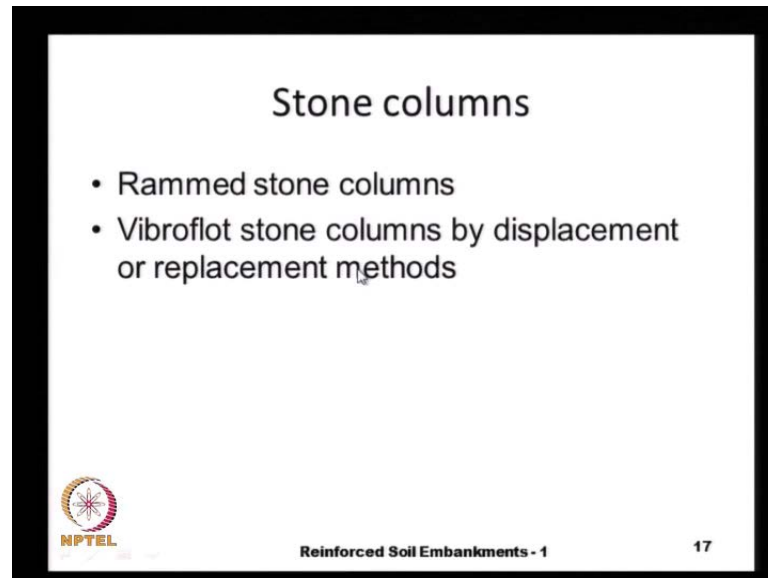 Stone columns
• Rammed stone columns
• Vibroflot stone columns by displacement
or replacement methods
NPTEL
Reinforced Soil Embankments - 1
17